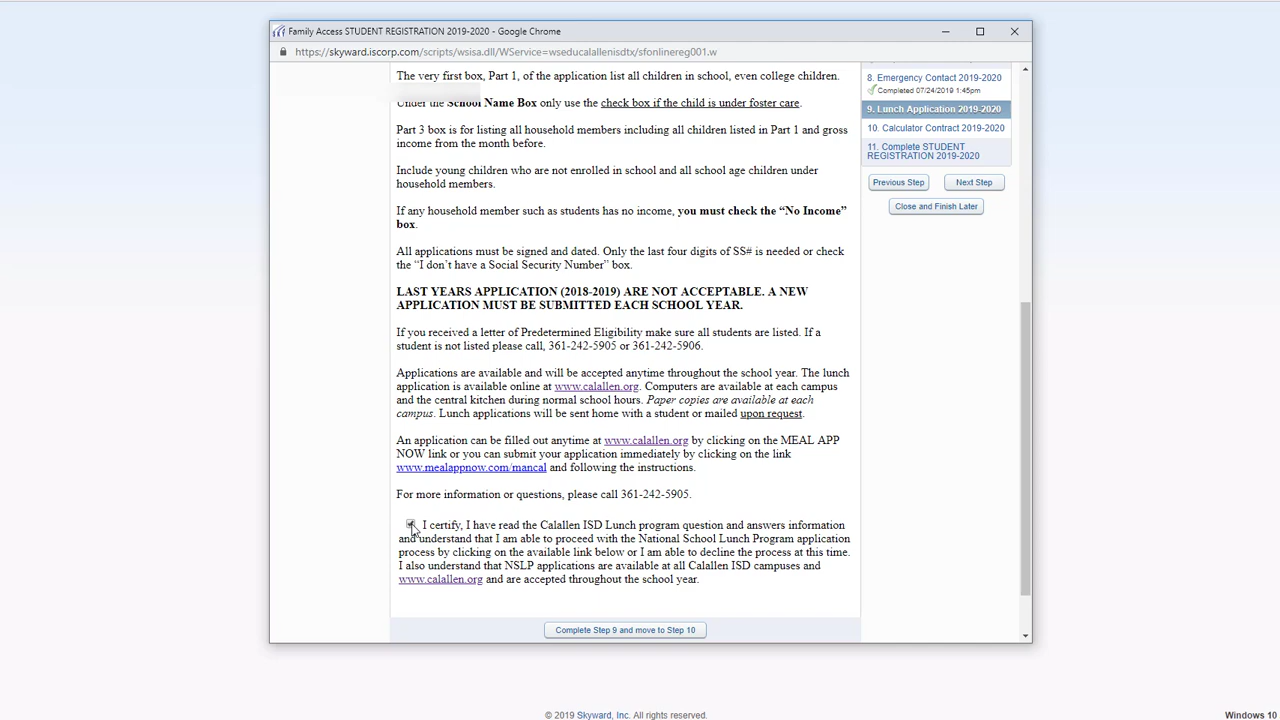 Family Access STUDENT REGISTRATION 2019-2020 - Google Chrome
https://skyward.iscorp.com/scripts/wsisa.dll/WService=wseducalallenisdtx/sfonlinereg001.w
The very first box, Part 1, of the application list all children in school, even college children.
Under the School Name Box only use the check box if the child is under foster care.
Part 3 box is for listing all household members including all children listed in Part 1 and gross
income from the month before.
Include young children who are not enrolled in school and all school age children under
household members.
If any household member such as students has no income, you must check the “No Income”
box.
All applications must be signed and dated. Only the last four digits of SS# is needed or check
the “I don’t have a Social Security Number” box.
LAST YEARS APPLICATION (2018-2019) ARE NOT ACCEPTABLE. A NEW
APPLICATION MUST BE SUBMITTED EACH SCHOOL YEAR.
If you received a letter of Predetermined Eligibility make sure all students are listed. If a
student is not listed please call, 361-242-5905 or 361-242-5906.
Applications are available and will be accepted anytime throughout the school year. The lunch
application is available online at www.calallen.org. Computers are available at each campus
and the central kitchen during normal school hours. Paper copies are available at each
campus. Lunch applications will be sent home with a student or mailed upon request.
An application can be filled out anytime at www.calallen.org by clicking on the MEAL APP
NOW link or you can submit your application immediately by clicking on the link
www.mealappnow.com/mancal and following the instructions.
For more information or questions, please call 361-242-5905.
I certify, I have read the Calallen ISD Lunch program question and answers information
and understand that I am able to proceed with the National School Lunch Program application
process by clicking on the available link below or I am able to decline the process at this time.
I also understand that NSLP applications are available at all Calallen ISD campuses and
www.calallen.org and are accepted throughout the school year.
Complete Step 9 and move to Step 10
8. Emergency Contact 2019-2020
Completed 07/24/2019 1:45pm
9. Lunch Application 2019-2020
10. Calculator Contract 2019-2020
11. Complete STUDENT
REGISTRATION 2019-2020
Previous Step
Next Step
Close and Finish Later
© 2019 Skyward, Inc. All rights reserved.
Windows 10